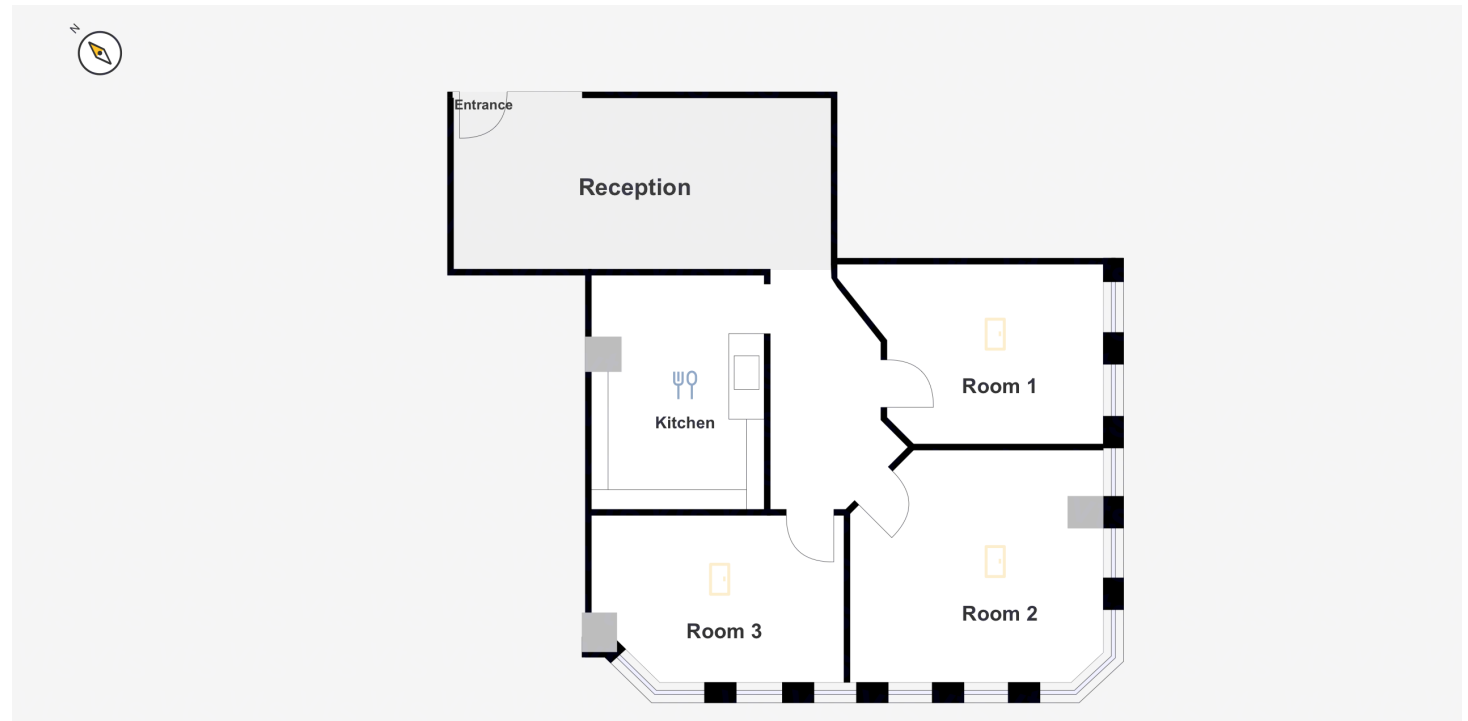 N
Entrance
Reception
Room 1
Kitchen
Room 2
Room 3